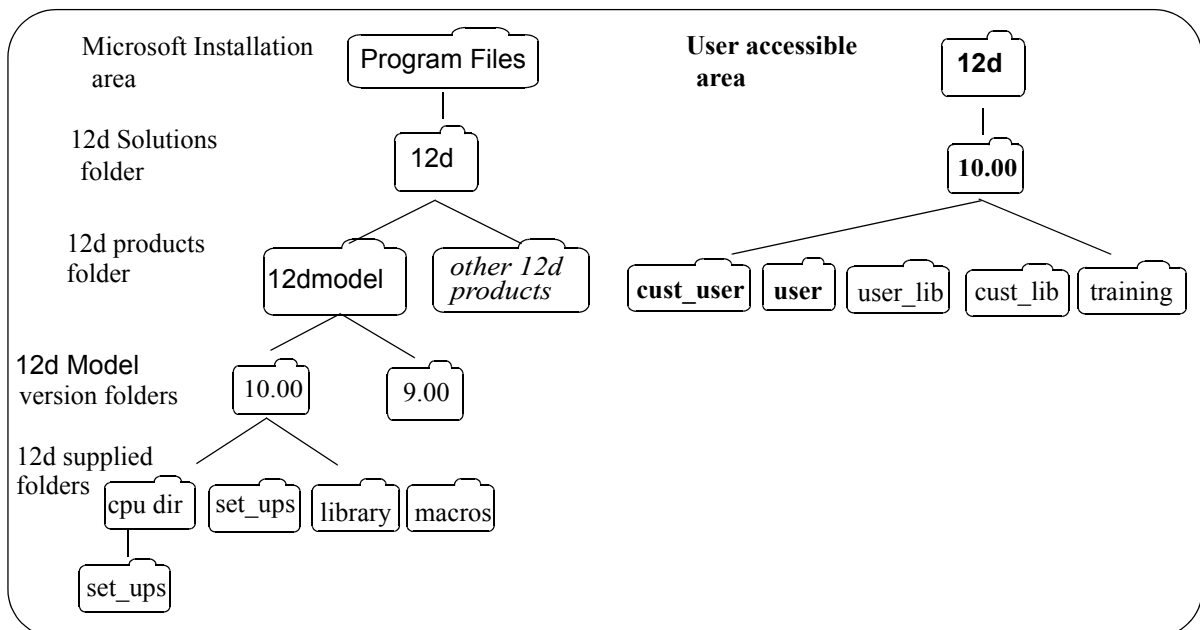 Microsoft Installation
area
Program Files
User accessible
area
12d
12d Solutions
folder
12d
10.00
12d products
folder
12dmodel
other 12d
products
cust_user
user
user_lib
cust_lib
training
12d Model
version folders
10.00
9.00
12d supplied
folders
cpu dir
set_ups
library
macros
set_ups